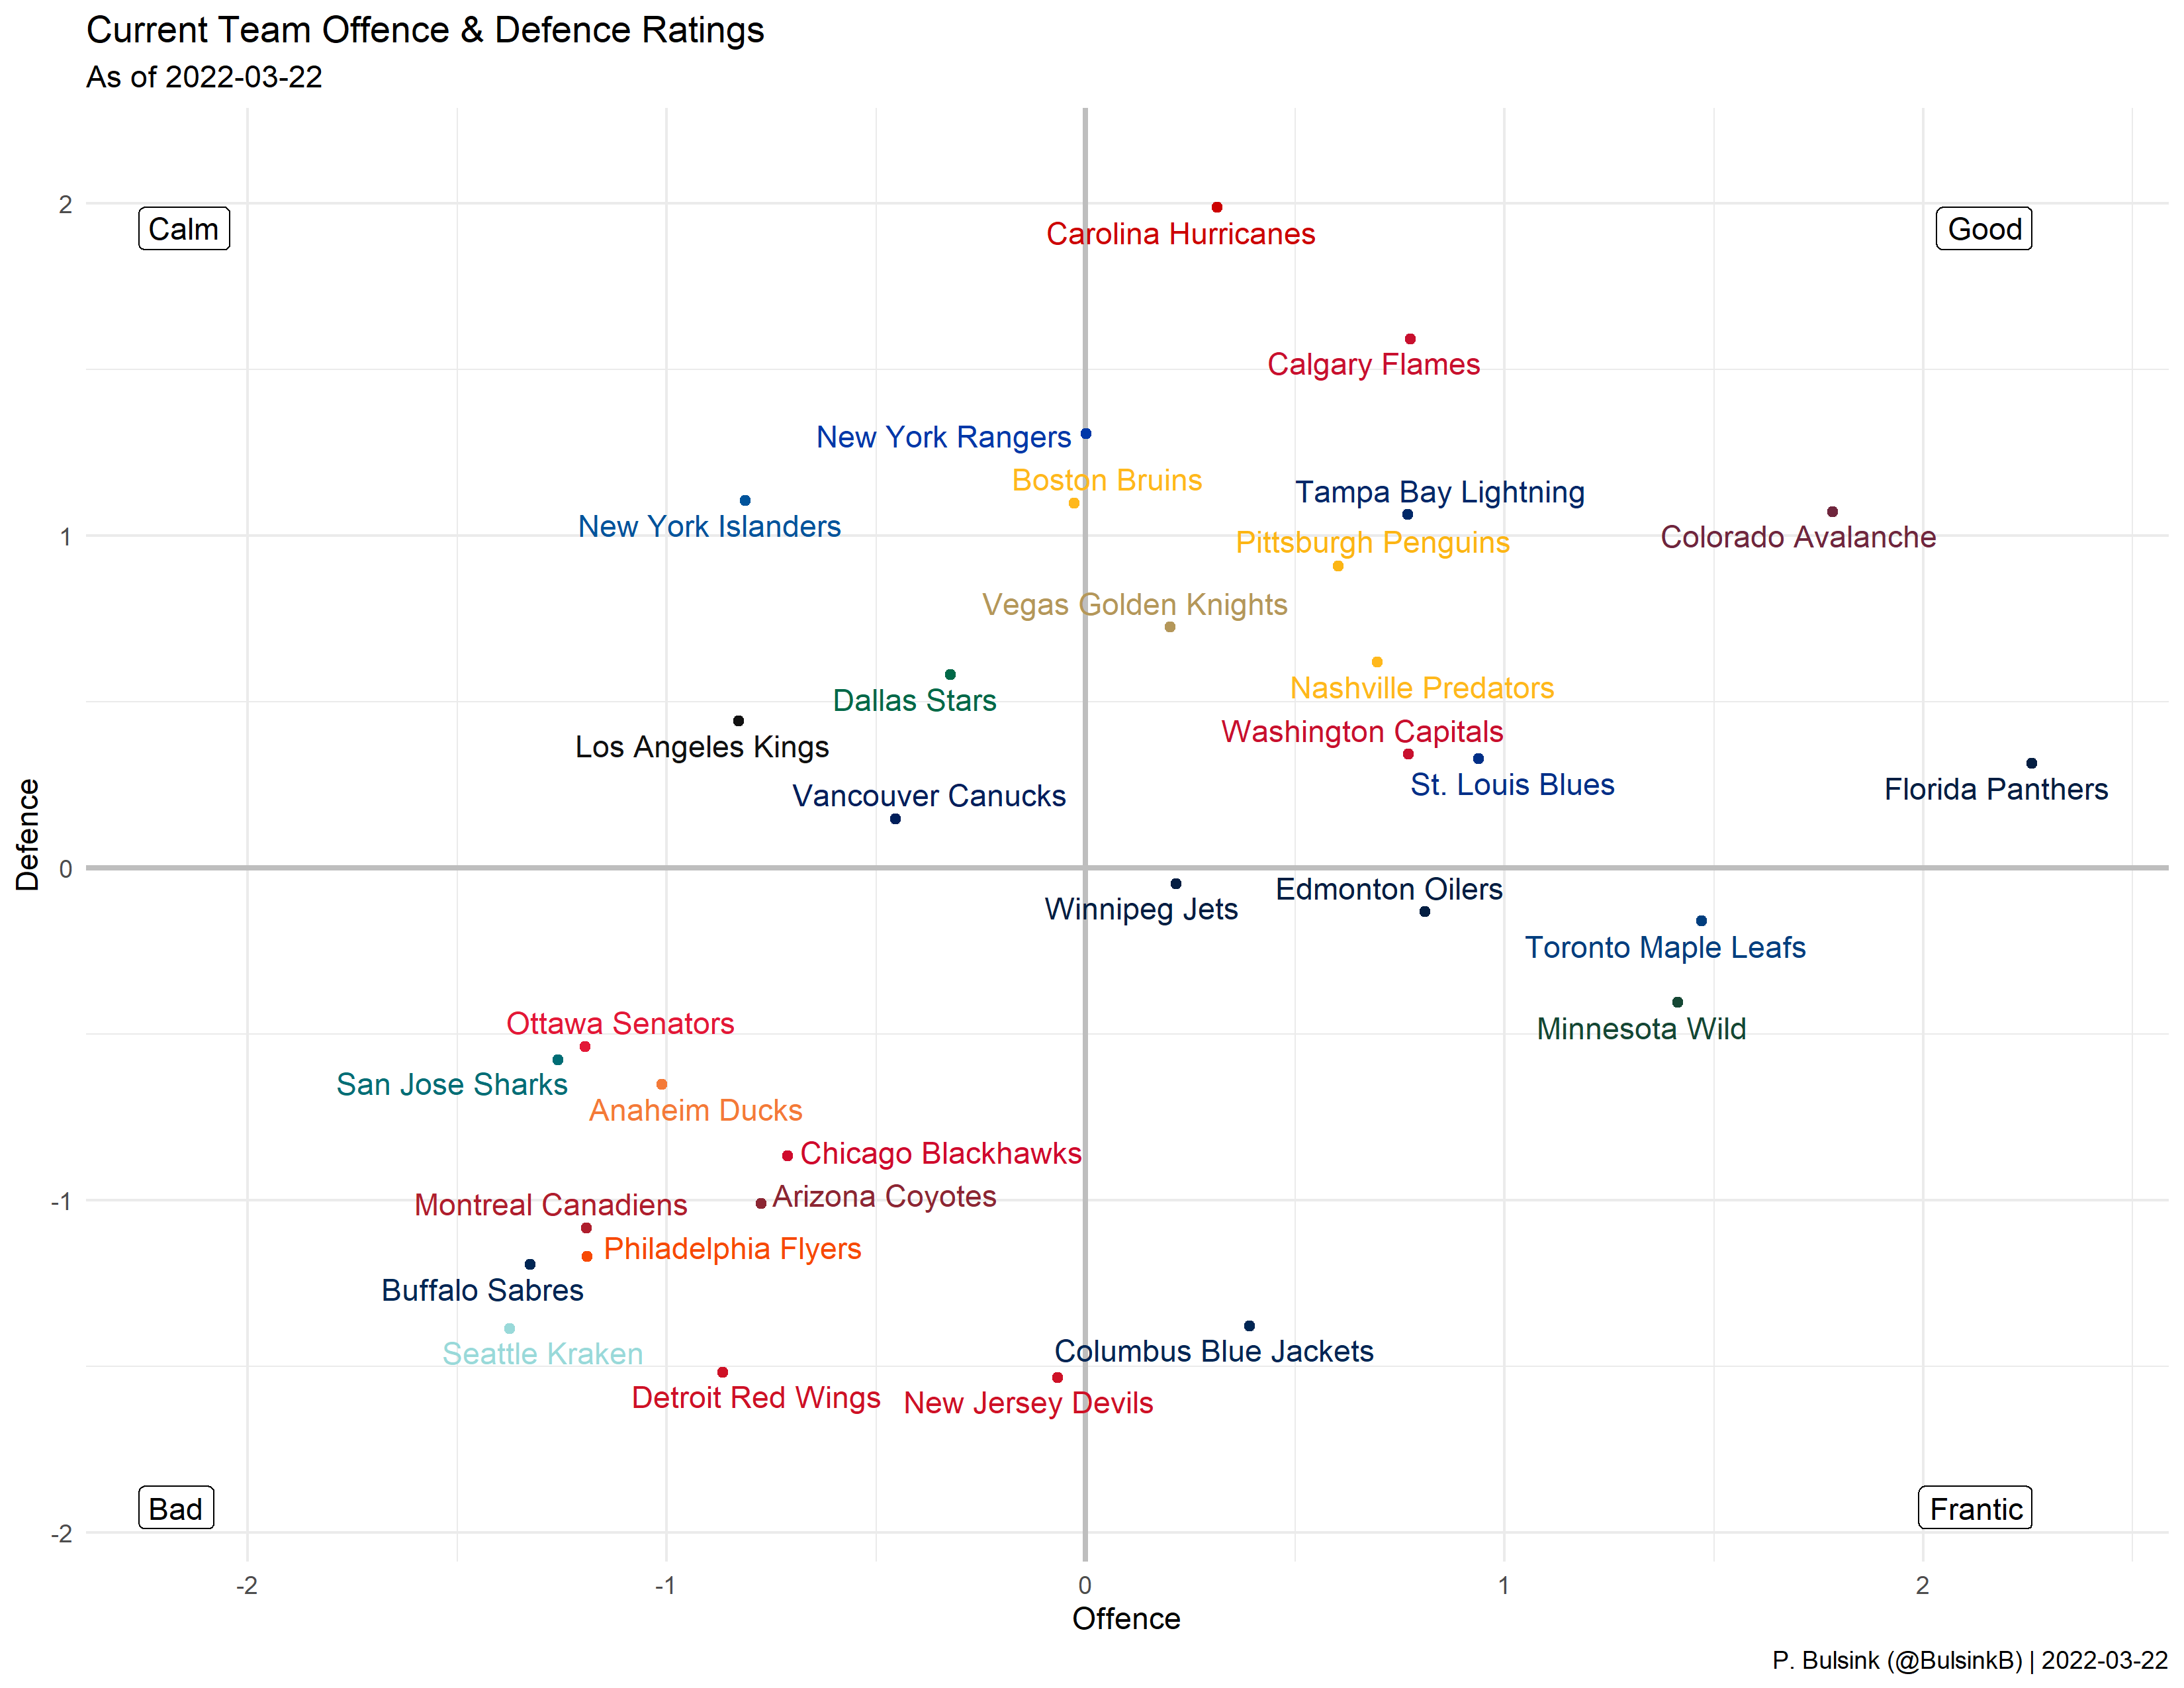 Current Team Offence & Defence Ratings
As of 2022-03-22
2
Calm
Good
Carolina Hurricanes
Calgary Flames
New York Rangers
Boston Bruins
Tampa Bay Lightning
New York Islanders
1
Pittsburgh Penguins
Colorado Avalanche
Vegas Golden Knights
Dallas Stars
Nashville Predators
Los Angeles Kings
Washington Capitals
Vancouver Canucks
St. Louis Blues
Florida Panthers
Defence
0
Winnipeg Jets
Edmonton Oilers
Toronto Maple Leafs
Ottawa Senators
Minnesota Wild
San Jose Sharks
Anaheim Ducks
Chicago Blackhawks
-1
Montreal Canadiens
Arizona Coyotes
Philadelphia Flyers
Buffalo Sabres
Seattle Kraken
Columbus Blue Jackets
Detroit Red Wings
New Jersey Devils
Bad
Frantic
-2
-2
-1
0
1
2
Offence
P. Bulsink (@BulsinkB) | 2022-03-22